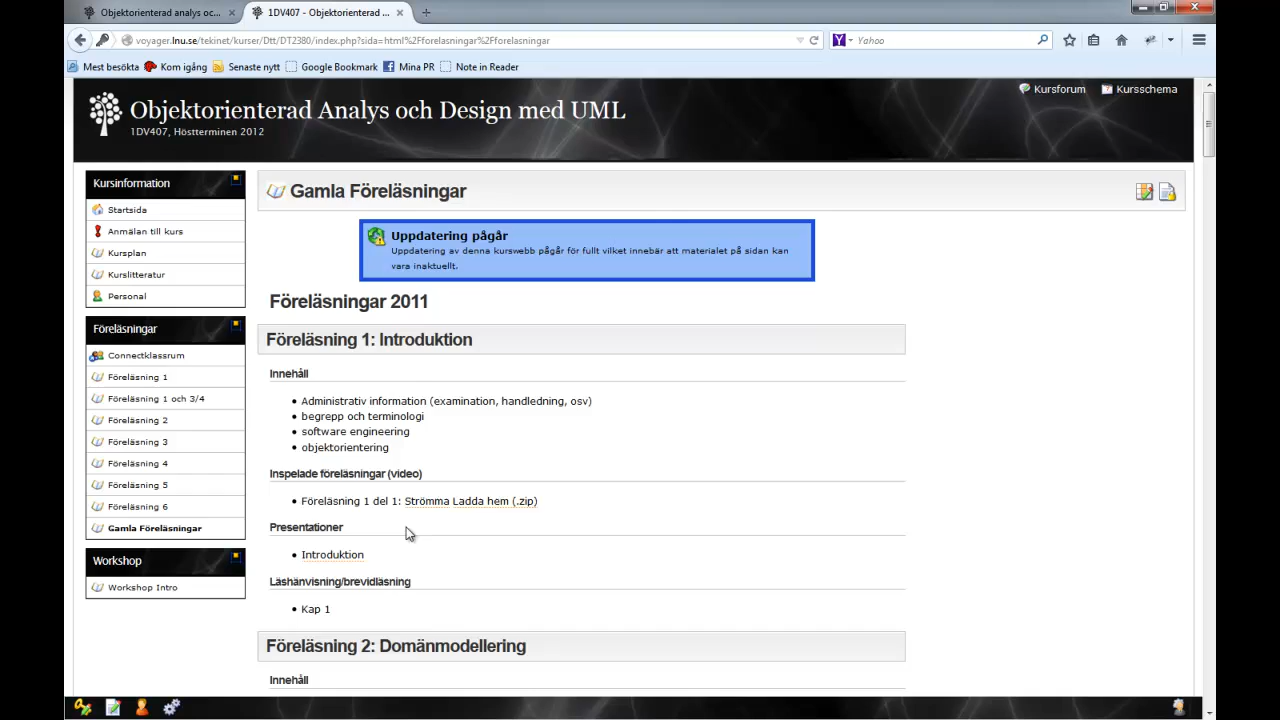 Objektorienterad analys oc...
1DV407 - Objektorienterad ...
voyager.lnu.se/tekinet/kurser/Dtt/DT2380/index.php?sida=html%2Fforelasningar%2Fforelasningar
Yahoo
Mest besökta Kom igång Senaste nytt Google Bookmark Mina PR Note in Reader
Objektorienterad Analys och Design med UML
1DV407, Höstterminen 2012
Kursforum Kursschema
Kursinformation
Startsida
Anmälan till kurs
Kursplan
Kurslitteratur
Personal
Föreläsningar
Connectklassrum
Föreläsning 1
Föreläsning 1 och 3/4
Föreläsning 2
Föreläsning 3
Föreläsning 4
Föreläsning 5
Föreläsning 6
Gamla Föreläsningar
Workshop
Workshop Intro
Gamla Föreläsningar
Uppdatering pågår
Uppdatering av denna kurswebb pågår för fullt vilket innebär att materialet på sidan kan
vara inaktuellt.
Föreläsningar 2011
Föreläsning 1: Introduktion
Innehåll
• Administrativ information (examination, handledning, osv)
• begrepp och terminologi
• software engineering
• objektorientering
Inspelade föreläsningar (video)
• Föreläsning 1 del 1: Strömma Ladda hem (.zip)
Presentationer
• Introduktion
Läshänvisning/brevidläsning
• Kap 1
Föreläsning 2: Domänmodellering
Innehåll